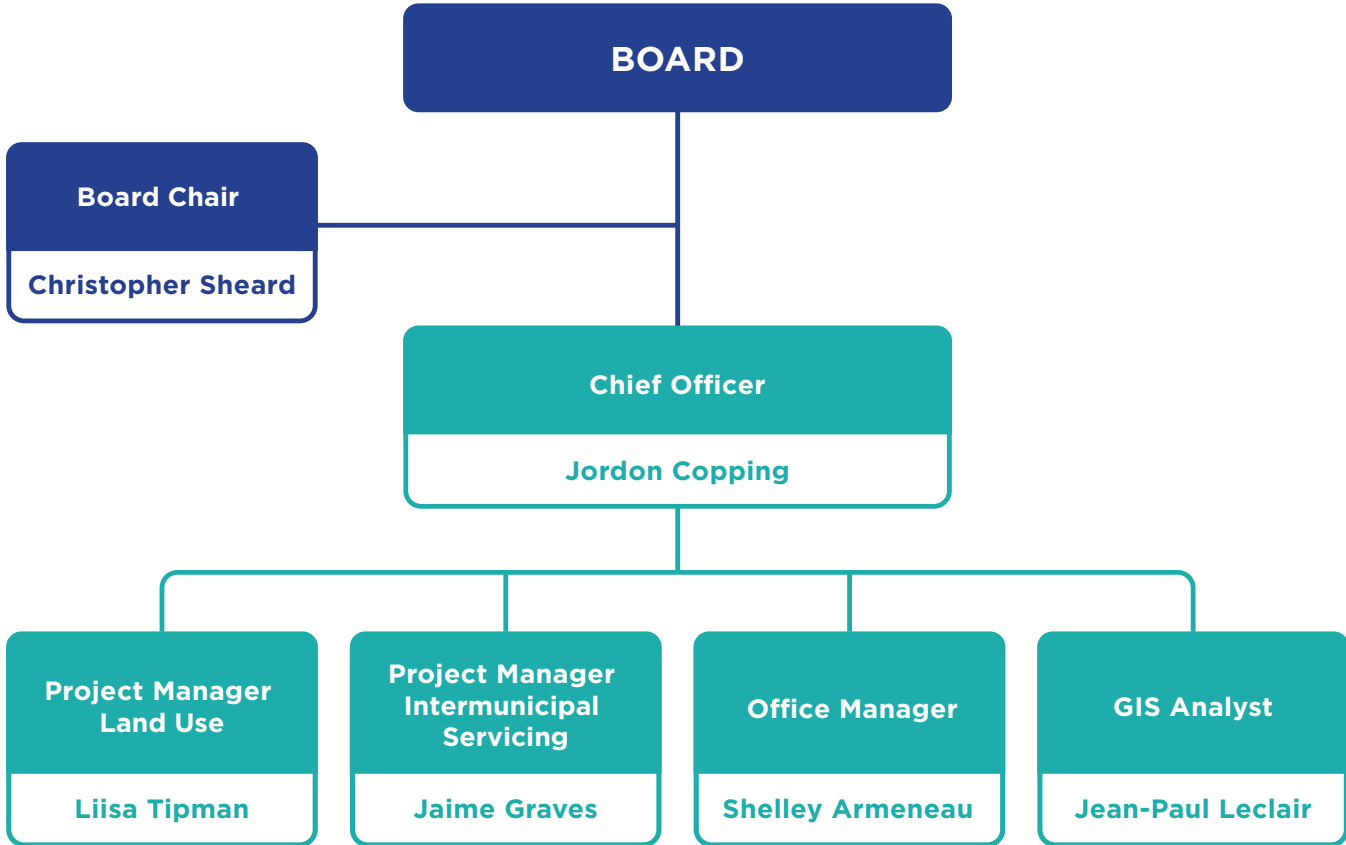 BOARD
Board Chair
Christopher Sheard
Chief Officer
Jordon Copping
Project Manager
Land Use
Liisa Tipman
Project Manager
Intermunicipal
Servicing
Jaime Graves
Office Manager
Shelley Armeneau
GIS Analyst
Jean-Paul Leclair